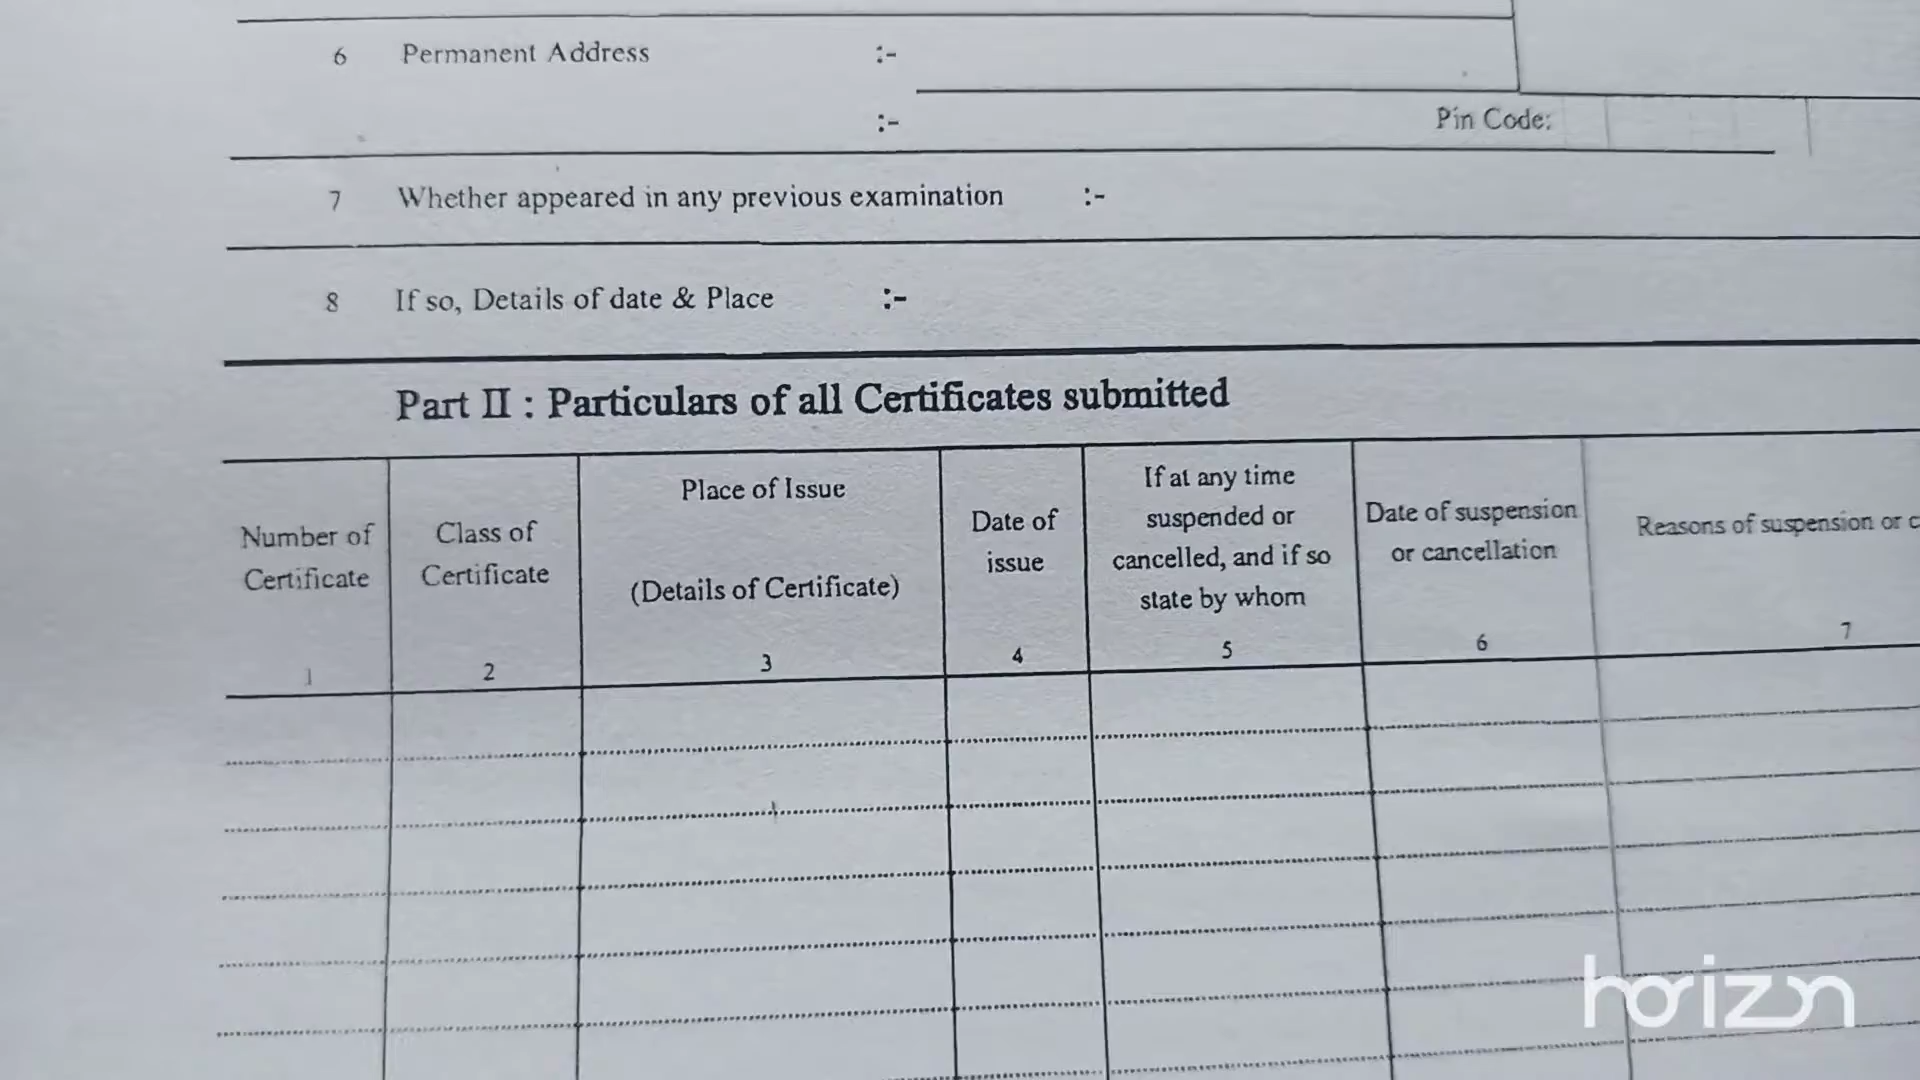 6 Permanent Address :-
:- Pin Code:
7 Whether appeared in any previous examination :-
8 If so, Details of date & Place :-
Part II : Particulars of all Certificates submitted
Number of
Certificate
1
Class of
Certificate
2
Place of Issue
(Details of Certificate)
3
Date of
issue
4
If at any time
suspended or
cancelled, and if so
state by whom
5
Date of suspension
or cancellation
6
Reasons of suspension or
7
horizon